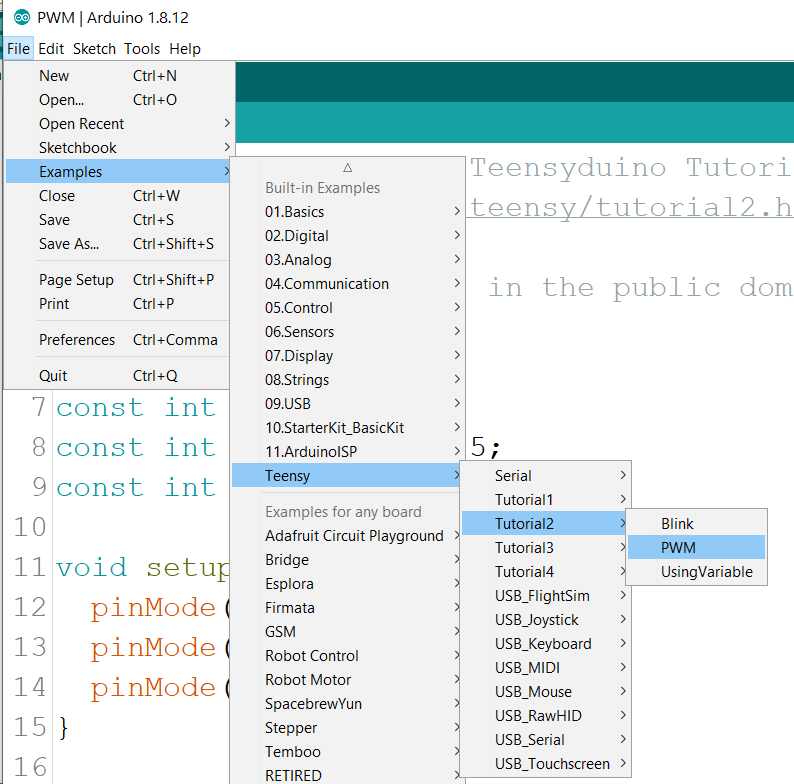 PWM | Arduino 1.8.12
File Edit Sketch Tools Help
New Ctrl+N
Open... Ctrl+O
Open Recent
Sketchbook
Examples
Close Ctrl+W
Save Ctrl+S
Save As... Ctrl+Shift+S
Page Setup Ctrl+Shift+P
Print Ctrl+P
Preferences Ctrl+Comma
Quit Ctrl+Q
Built-in Examples
01.Basics
02.Digital
03.Analog
04.Communication
05.Control
06.Sensors
07.Display
08.Strings
09.USB
10.StarterKit_BasicKit
11.ArduinoISP
Teensy
Examples for any board
Adafruit Circuit Playground
Bridge
Esplora
Firmata
GSM
Robot Control
Robot Motor
SpacebrewYun
Stepper
Temboo
RETIRED
Serial
Tutorial1
Tutorial2
Tutorial3
Tutorial4
USB_FlightSim
USB_Joystick
USB_Keyboard
USB_MIDI
USB_Mouse
USB_RawHID
USB_Serial
USB_Touchscreen
Blink
PWM
UsingVariable
Teensyduino Tutori
teensy/tutorial2.h
in the public dom
7 const int
8 const int 5;
9 const int
10
11 void setup
12 pinMode(
13 pinMode(
14 pinMode(
15 }
16